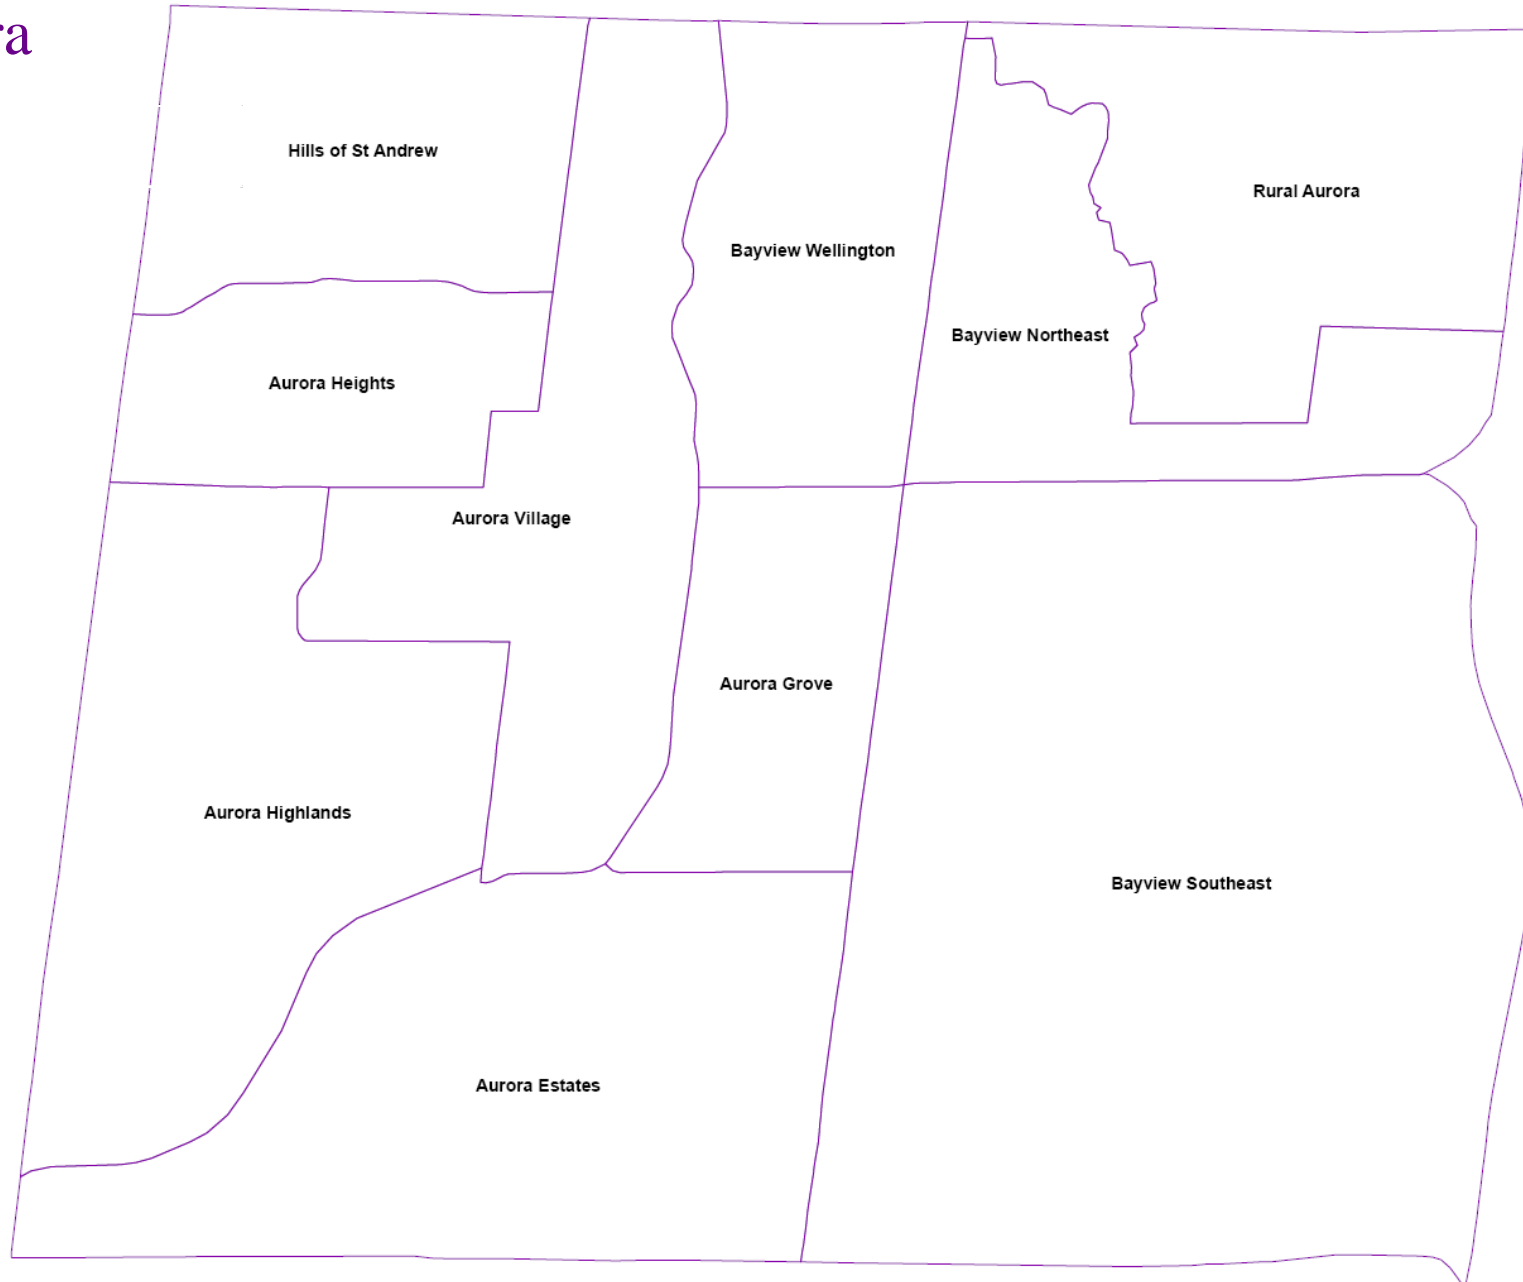 ra
Hills of St Andrew
Rural Aurora
Bayview Wellington
Bayview Northeast
Aurora Heights
Aurora Village
Aurora Grove
Aurora Highlands
Bayview Southeast
Aurora Estates